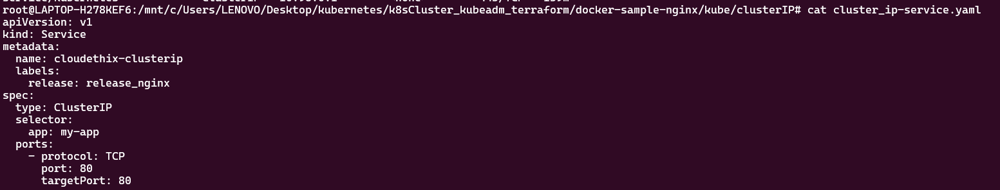 root@LAPTOP-H278KEF6:/mnt/c/Users/LENOVO/Desktop/kubernetes/k8sCluster_kubeadm_terraform/docker-sample-nginx/kube/clusterIP# cat cluster_ip-service.yaml
apiVersion: v1
kind: Service
metadata:
  name: cloudethix-clusterip
  labels:
    release: release_nginx
spec:
  type: ClusterIP
  selector:
    app: my-app
  ports:
    - protocol: TCP
      port: 80
      targetPort: 80